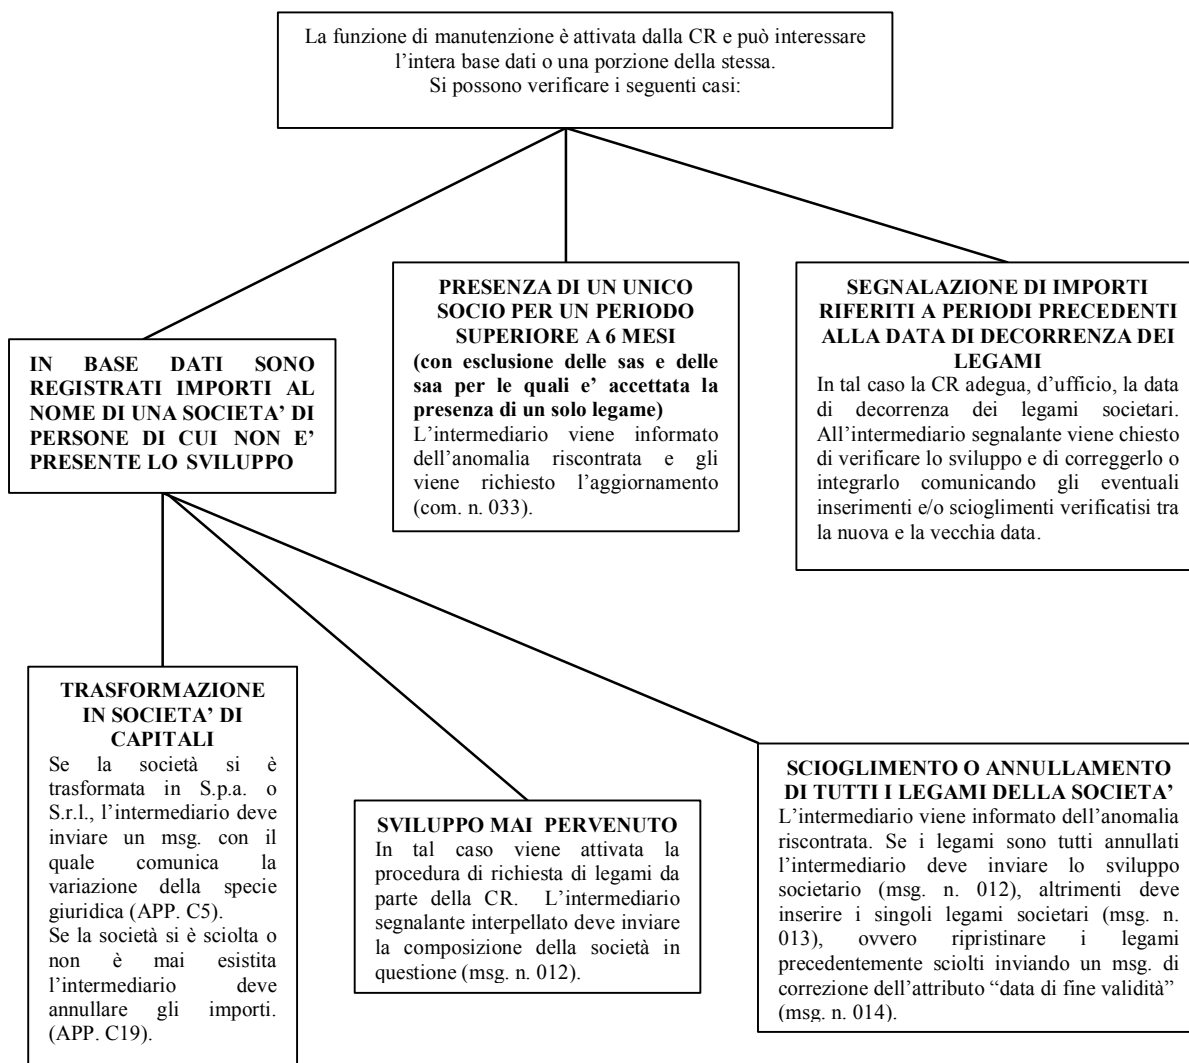 La funzione di manutenzione è attivata dalla CR e può interessare
l’intera base dati o una porzione della stessa.
Si possono verificare i seguenti casi:
IN BASE DATI SONO
REGISTRATI IMPORTI AL
NOME DI UNA SOCIETA’ DI
PERSONE DI CUI NON E’
PRESENTE LO SVILUPPO
PRESENZA DI UN UNICO
SOCIO PER UN PERIODO
SUPERIORE A 6 MESI
(con esclusione delle sas e delle
saa per le quali e’ accettata la
presenza di un solo legame)
L’intermediario viene informato
dell’anomalia riscontrata e gli
viene richiesto l’aggiornamento
(com. n. 033).
SEGNALAZIONE DI IMPORTI
RIFERITI A PERIODI PRECEDENTI
ALLA DATA DI DECORRENZA DEI
LEGAMI
In tal caso la CR adegua, d’ufficio, la data
di decorrenza dei legami societari.
All’intermediario segnalante viene chiesto
di verificare lo sviluppo e di correggerlo o
integrarlo comunicando gli eventuali
inserimenti e/o scioglimenti verificatisi tra
la nuova e la vecchia data.
TRASFORMAZIONE
IN SOCIETA’ DI
CAPITALI
Se la società si è
trasformata in S.p.a. o
S.r.l., l’intermediario deve
inviare un msg. con il
quale comunica la
variazione della specie
giuridica (APP. C5).
Se la società si è sciolta o
non è mai esistita
l’intermediario deve
annullare gli importi.
(APP. C19).
SVILUPPO MAI PERVENUTO
In tal caso viene attivata la
procedura di richiesta di legami da
parte della CR. L’intermediario
segnalante interpellato deve inviare
la composizione della società in
questione (msg. n. 012).
SCIOGLIMENTO O ANNULLAMENTO
DI TUTTI I LEGAMI DELLA SOCIETA’
L’intermediario viene informato dell’anomalia
riscontrata. Se i legami sono tutti annullati
l’intermediario deve inviare lo sviluppo
societario (msg. n. 012), altrimenti deve
inserire i singoli legami societari (msg. n.
013), ovvero ripristinare i legami
precedentemente sciolti inviando un msg. di
correzione dell’attributo “data di fine validità”
(msg. n. 014).